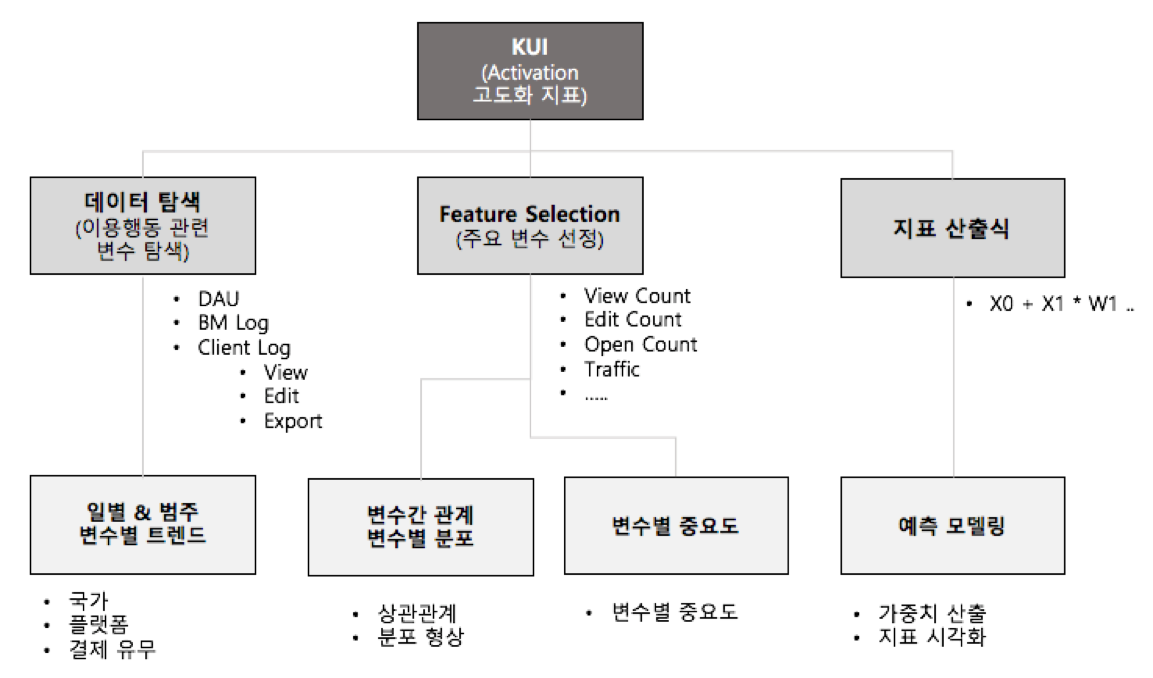 KUI
(Activation
고도화 지표)
데이터 탐색
(이용행동 관련
변수 탐색)
• DAU
• BM Log
• Client Log
• View
• Edit
• Export
Feature Selection
(주요 변수 선정)
• View Count
• Edit Count
• Open Count
• Traffic
• .....
지표 산출식
• X0 + X1 * W1 ..
일별 & 범주
변수별 트렌드
• 국가
• 플랫폼
• 결제 유무
변수간 관계
변수별 분포
• 상관관계
• 분포 형상
변수별 중요도
• 변수별 중요도
예측 모델링
• 가중치 산출
• 지표 시각화